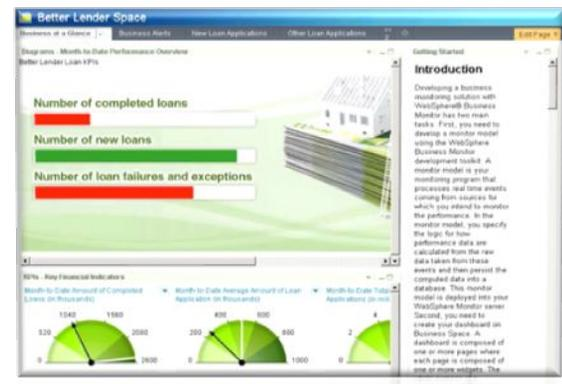 Better Lender Space
Business at a Glance
Business Alerts
New Loan Applications
Other Loan Applications
Edit Page
Diagrams - Month-to-Date Performance Overview
Better Lender Loan KPIs
Number of completed loans
Number of new loans
Number of loan failures and exceptions
KPIs - Key Financial Indicators
Month-to-Date Amount of Completed
Loans (in thousands)
1040
1560
520
2080
0
2600
Month-to-Date Average Amount of Loan
Application (in thousands)
400
600
200
800
0
1000
Month-to-Date Total
Applications (in mil
4
2
0
Getting Started
Introduction
Developing a business
monitoring solution with
WebSphere® Business
Monitor has two main
tasks. First, you need to
develop a monitor model
using the WebSphere
Business Monitor
development toolkit. A
monitor model is your
monitoring program that
processes real time events
coming from sources for
which you intend to monitor
the performance. In the
monitor model, you specify
the logic for how
performance data are
calculated from the raw
data taken from these
events and then persist the
computed data into a
database. This monitor
model is deployed into your
WebSphere Monitor server.
Second, you need to
create your dashboard on
Business Space. A
dashboard is composed of
one or more pages where
each page is composed of
one or more widgets. The